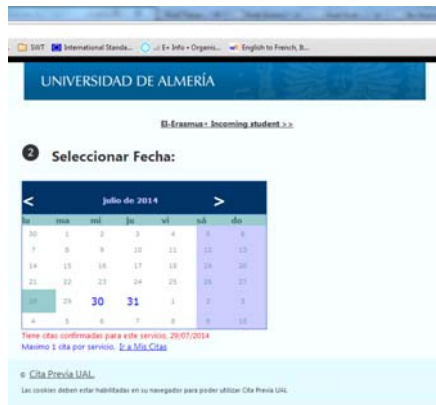 SWT International Standa... E+ Info • Organis... English to French, B...
UNIVERSIDAD DE ALMERÍA
EI-Erasmus+ Incoming student >>
2 Seleccionar Fecha:
< julio de 2014 >
lu ma mi ju vi sá do
30 1 2 3 4 5 6
7 8 9 10 11 12 13
14 15 16 17 18 19 20
21 22 23 24 25 26 27
28 29 30 31 1 2 3
4 5 6 7 8 9 10
Tiene citas confirmadas para este servicio. 29/07/2014
Maximo 1 cita por servicio. Ir a Mis Citas
© Cita Previa UAL.
Las cookies deben estar habilitadas en su navegador para poder utilizar Cita Previa UAL